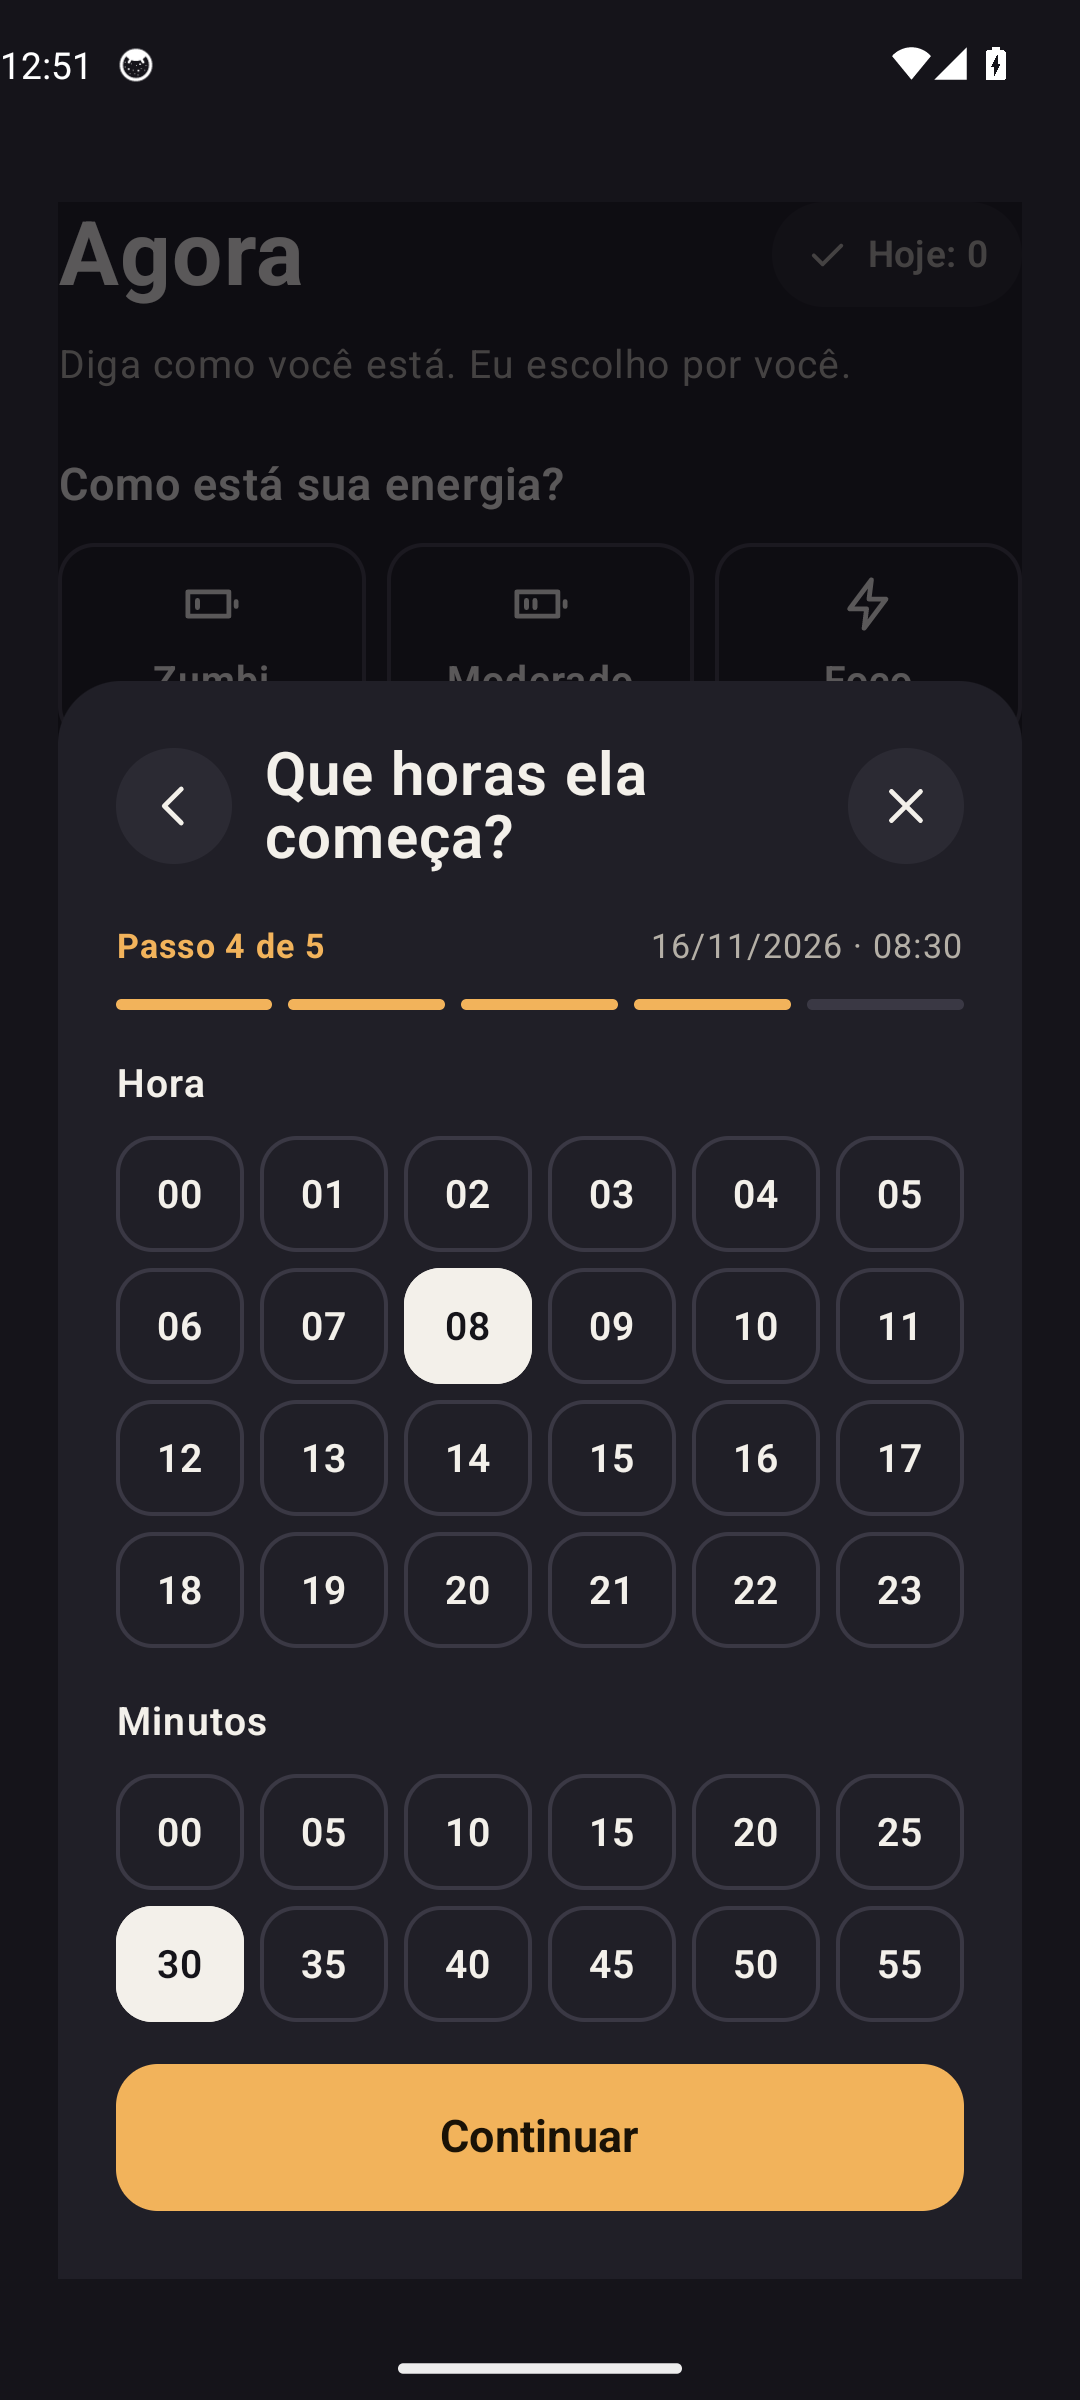 12:51
Agora
Hoje: 0
Diga como você está. Eu escolho por você.
Como está sua energia?
Zumbi Moderado Foco
Que horas ela
começa?
Passo 4 de 5
16/11/2026 · 08:30
Hora
00 01 02 03 04 05
06 07 08 09 10 11
12 13 14 15 16 17
18 19 20 21 22 23
Minutos
00 05 10 15 20 25
30 35 40 45 50 55
Continuar